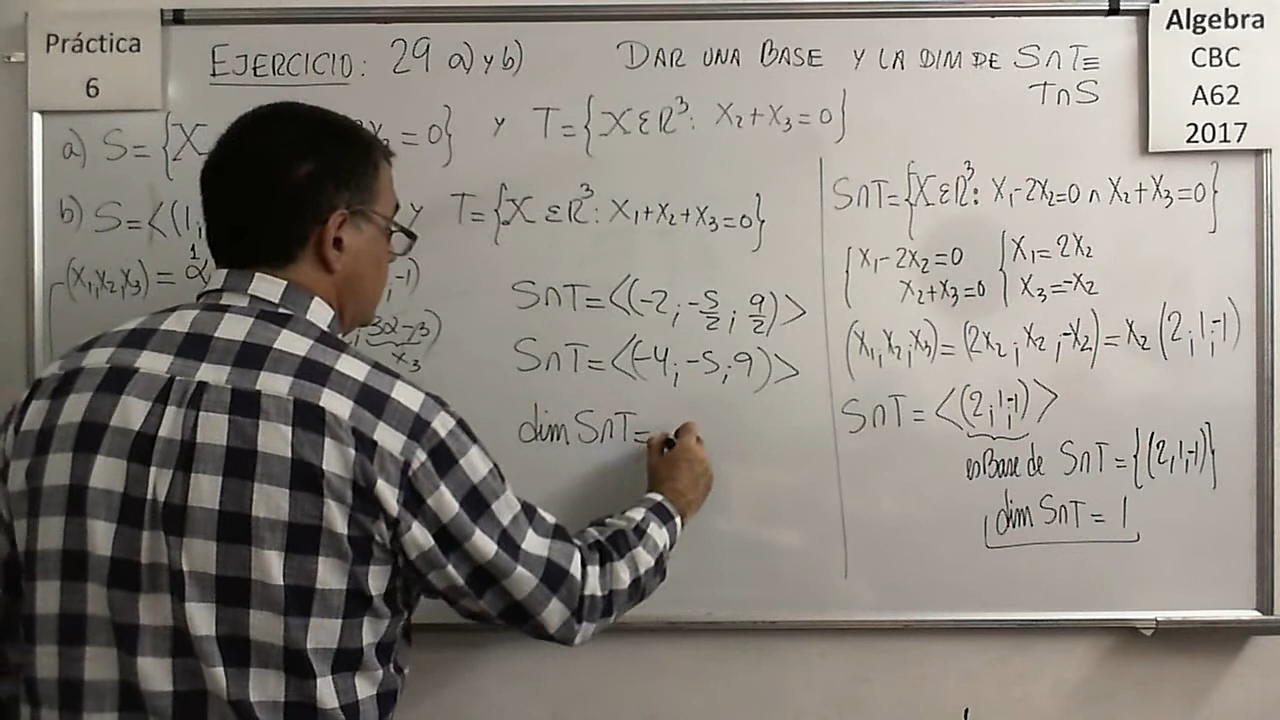 Práctica
6
EJERCICIO: 29 a) y b)
DAR UNA BASE Y LA DIM DE S∩T≡
T∩S
Algebra
CBC
A62
2017
a) S={X =0} y T={X∈ℝ³: X₂+X₃=0}
b) S=<(1; y T={X∈ℝ³: X₁+X₂+X₃=0}
(X₁,X₂,X₃)= α ;-1)
X₃
S∩T=<(-2;-5/2;9/2)>
S∩T=<(-4;-5;9)>
dim S∩T=
S∩T={X∈ℝ³: X₁-2X₂=0 ∧ X₂+X₃=0}
{X₁-2X₂=0 {X₁=2X₂
X₂+X₃=0 X₃=-X₂
(X₁,X₂,X₃)=(2X₂;X₂;-X₂)=X₂(2;1;-1)
S∩T=<(2;1;-1)>
es Base de S∩T={(2,1,-1)}
dim S∩T=1